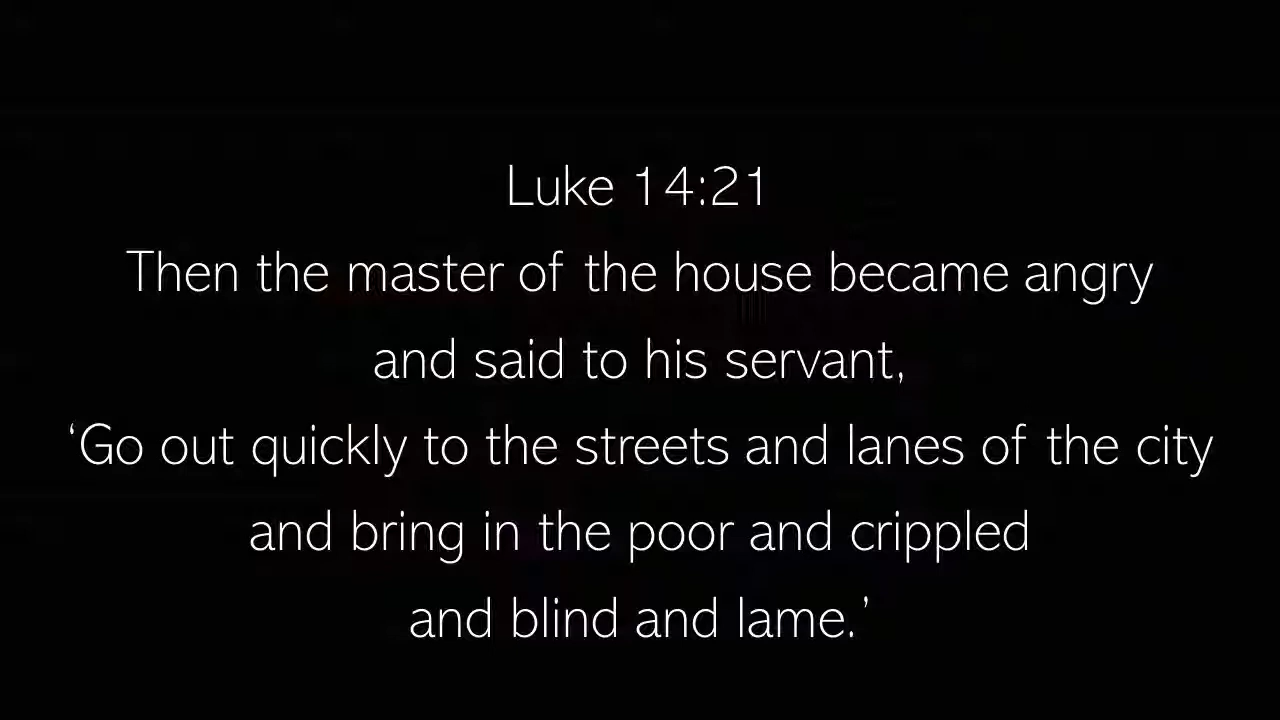 Luke 14:21
Then the master of the house became angry
and said to his servant,
‘Go out quickly to the streets and lanes of the city
and bring in the poor and crippled
and blind and lame.’